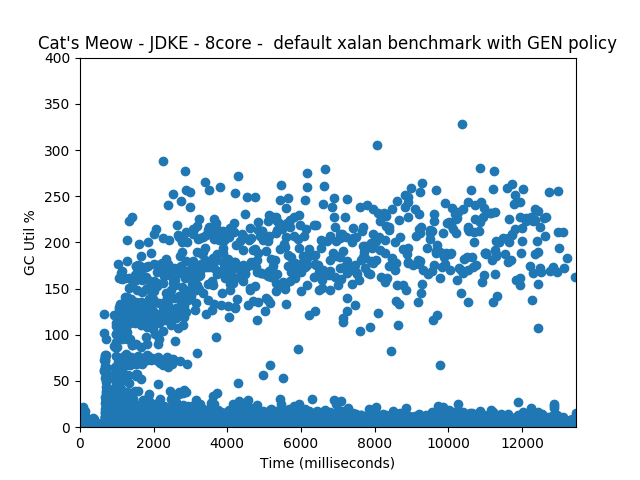 Cat's Meow - JDKE - 8core -  default xalan benchmark with GEN policy
400
350
300
250
200
150
100
50
0
GC Util %
0 2000 4000 6000 8000 10000 12000
Time (milliseconds)